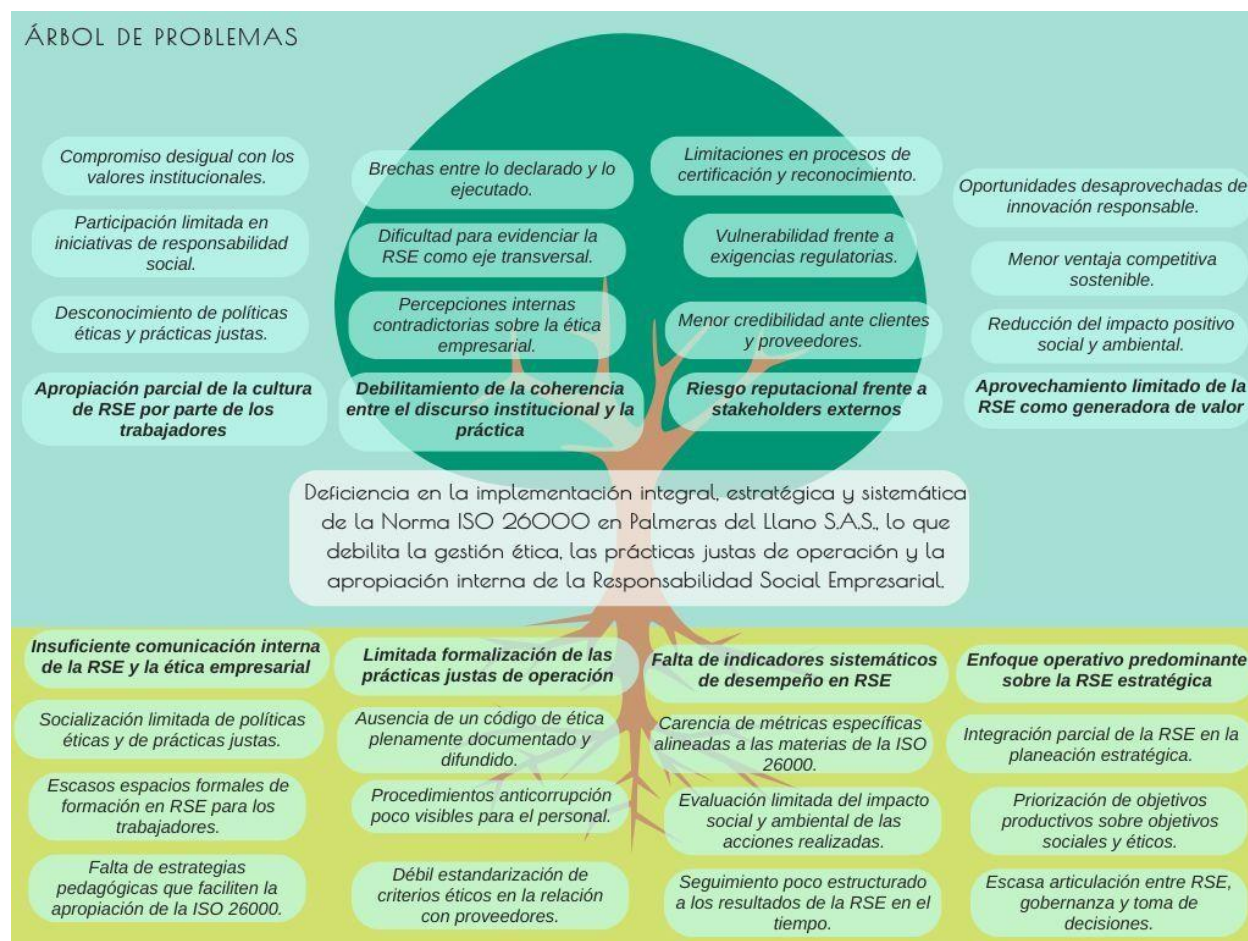 ÁRBOL DE PROBLEMAS
Compromiso desigual con los
valores institucionales.
Participación limitada en
iniciativas de responsabilidad
social.
Desconocimiento de políticas
éticas y prácticas justas.
Apropiación parcial de la cultura
de RSE por parte de los
trabajadores
Brechas entre lo declarado y lo
ejecutado.
Dificultad para evidenciar la
RSE como eje transversal.
Percepciones internas
contradictorias sobre la ética
empresarial.
Debilitamiento de la coherencia
entre el discurso institucional y la
práctica
Limitaciones en procesos de
certificación y reconocimiento.
Vulnerabilidad frente a
exigencias regulatorias.
Menor credibilidad ante clientes
y proveedores.
Riesgo reputacional frente a
stakeholders externos
Oportunidades desaprovechadas de
innovación responsable.
Menor ventaja competitiva
sostenible.
Reducción del impacto positivo
social y ambiental.
Aprovechamiento limitado de la
RSE como generadora de valor
Deficiencia en la implementación integral, estratégica y sistemática
de la Norma ISO 26000 en Palmeras del Llano S.A.S., lo que
debilita la gestión ética, las prácticas justas de operación y la
apropiación interna de la Responsabilidad Social Empresarial.
Insuficiente comunicación interna
de la RSE y la ética empresarial
Socialización limitada de políticas
éticas y de prácticas justas.
Escasos espacios formales de
formación en RSE para los
trabajadores.
Falta de estrategias
pedagógicas que faciliten la
apropiación de la ISO 26000.
Limitada formalización de las
prácticas justas de operación
Ausencia de un código de ética
plenamente documentado y
difundido.
Procedimientos anticorrupción
poco visibles para el personal.
Débil estandarización de
criterios éticos en la relación
con proveedores.
Falta de indicadores sistemáticos
de desempeño en RSE
Carencia de métricas específicas
alineadas a las materias de la ISO
26000.
Evaluación limitada del impacto
social y ambiental de las
acciones realizadas.
Seguimiento poco estructurado
a los resultados de la RSE en el
tiempo.
Enfoque operativo predominante
sobre la RSE estratégica
Integración parcial de la RSE en la
planeación estratégica.
Priorización de objetivos
productivos sobre objetivos
sociales y éticos.
Escasa articulación entre RSE,
gobernanza y toma de
decisiones.